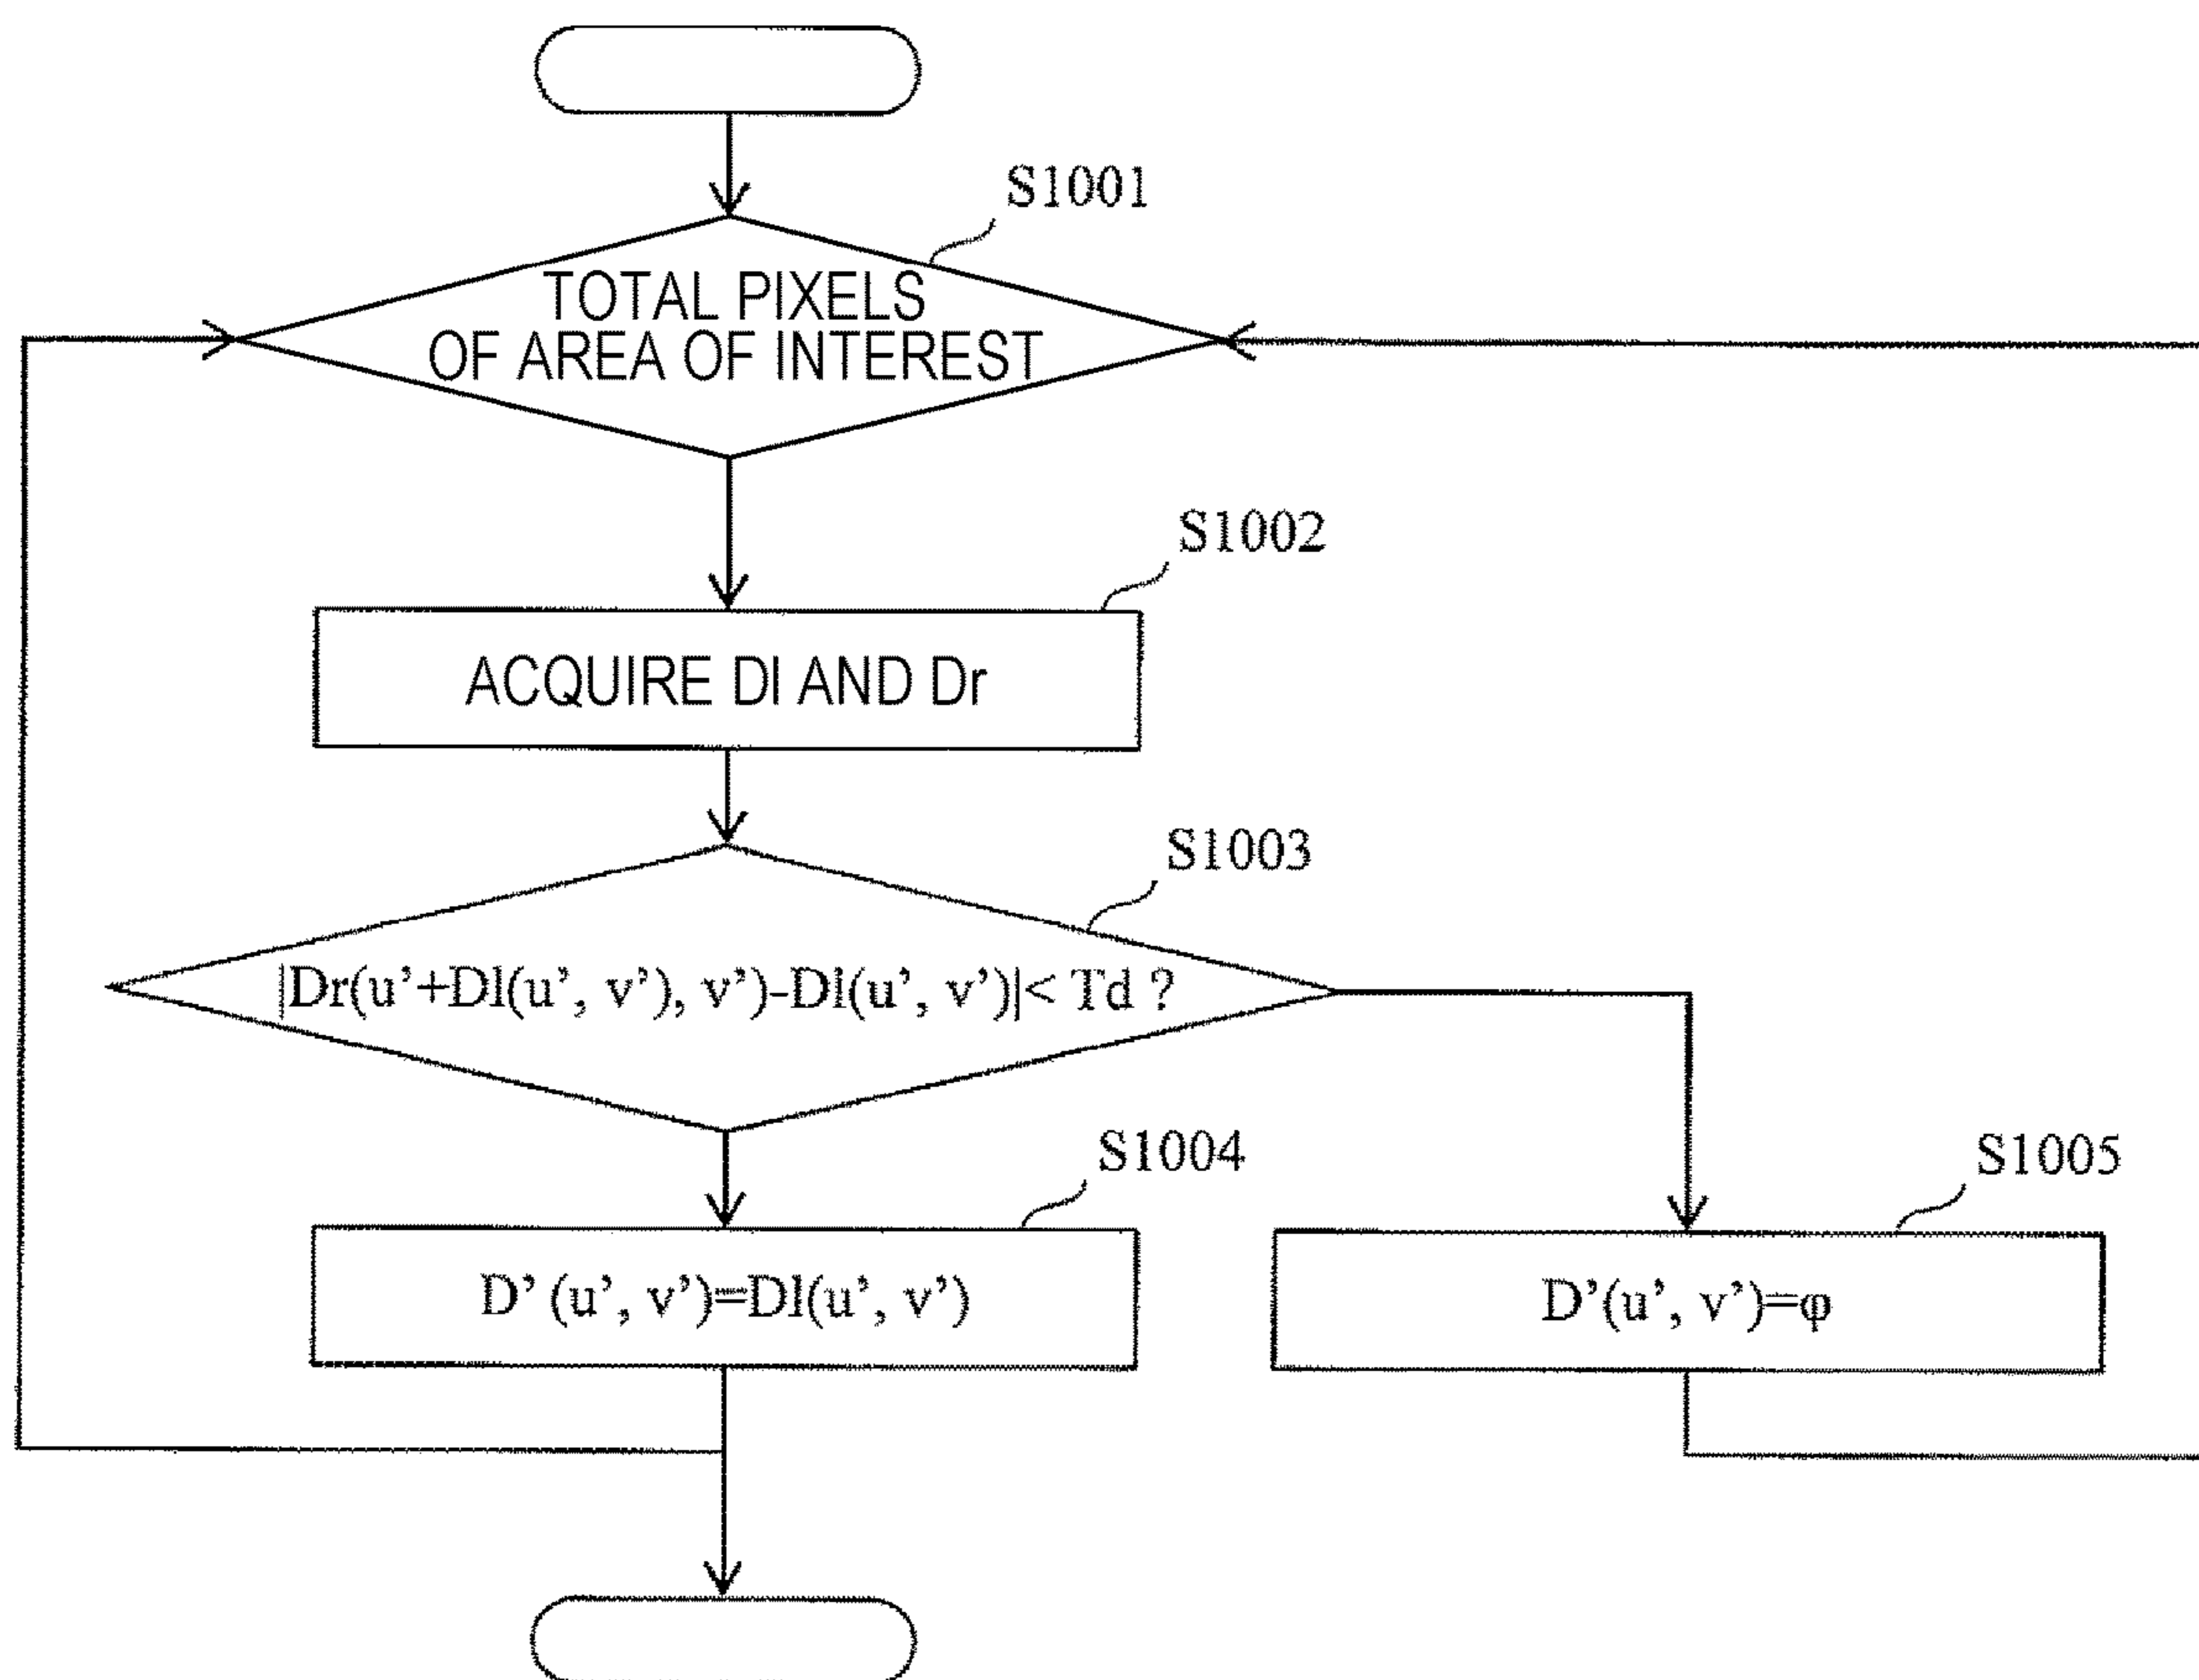 S1001
TOTAL PIXELS
OF AREA OF INTEREST
S1002
ACQUIRE Dl AND Dr
S1003
|Dr(u’+Dl(u’, v’), v’)-Dl(u’, v’)|< Td ?
S1004
D’ (u’, v’)=Dl(u’, v’)
S1005
D’(u’, v’)=φ